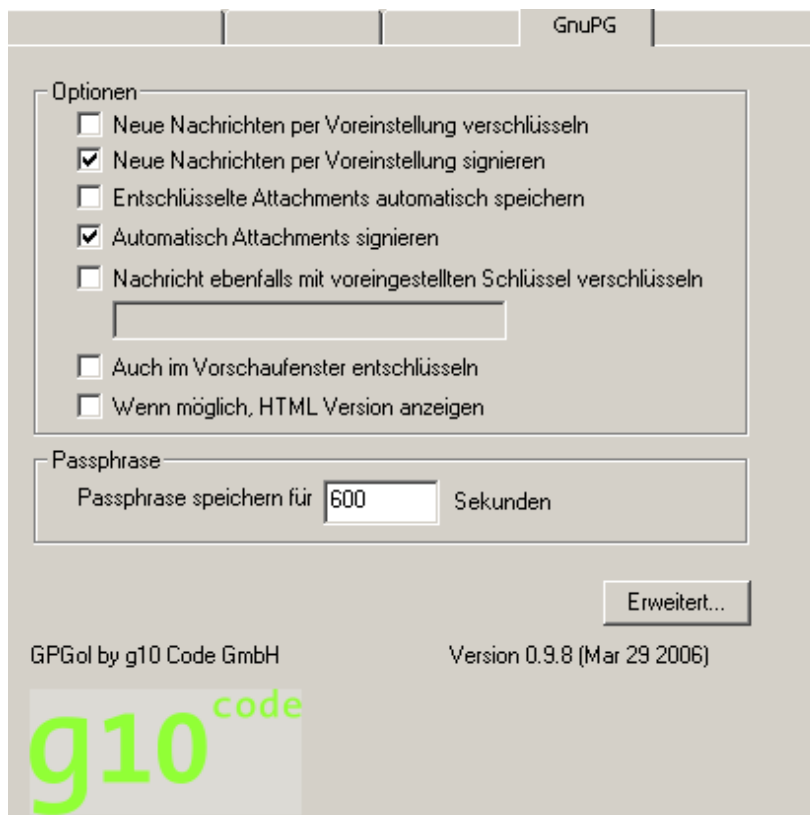 GnuPG
Optionen
Neue Nachrichten per Voreinstellung verschlüsseln
Neue Nachrichten per Voreinstellung signieren
Entschlüsselte Attachments automatisch speichern
Automatisch Attachments signieren
Nachricht ebenfalls mit voreingestellten Schlüssel verschlüsseln
Auch im Vorschaufenster entschlüsseln
Wenn möglich, HTML Version anzeigen
Passphrase
Passphrase speichern für 600 Sekunden
Erweitert...
GPGol by g10 Code GmbH Version 0.9.8 (Mar 29 2006)
g10 code